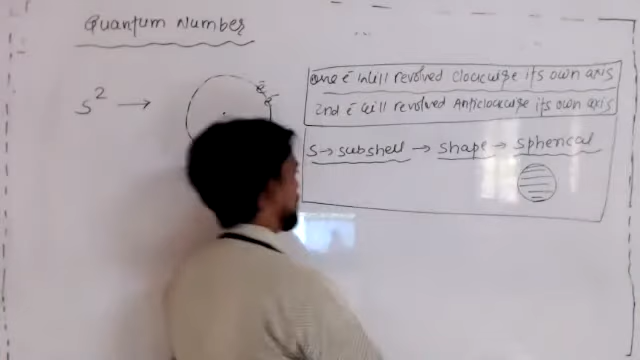 Quantum Number
s² →
ē
ē
one ē will revolved clockwise its own axis
2nd ē will revolved Anticlockwise its own axis
S → subshell → shape → spherical